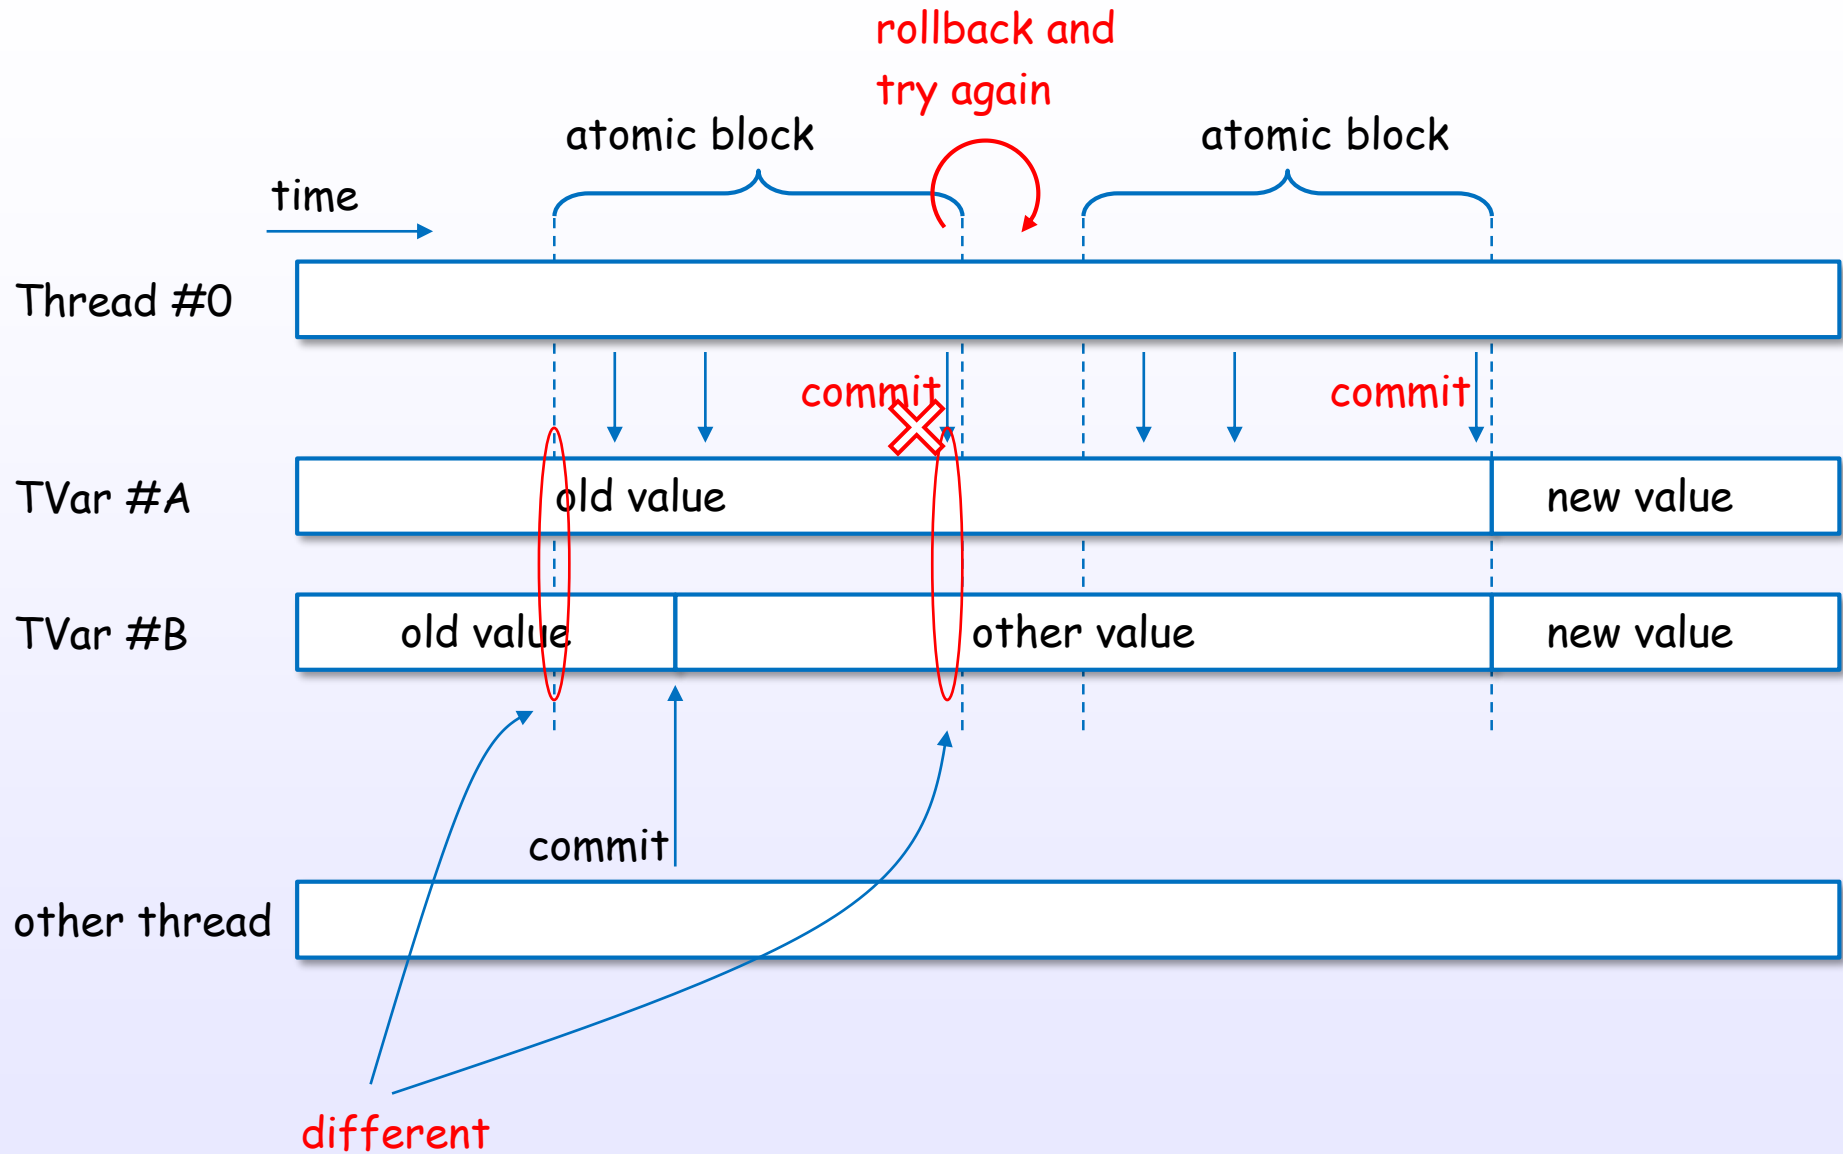 rollback and
try again
atomic block
atomic block
time
Thread #0
commit
commit
TVar #A
old value
new value
TVar #B
old value
other value
new value
commit
other thread
different